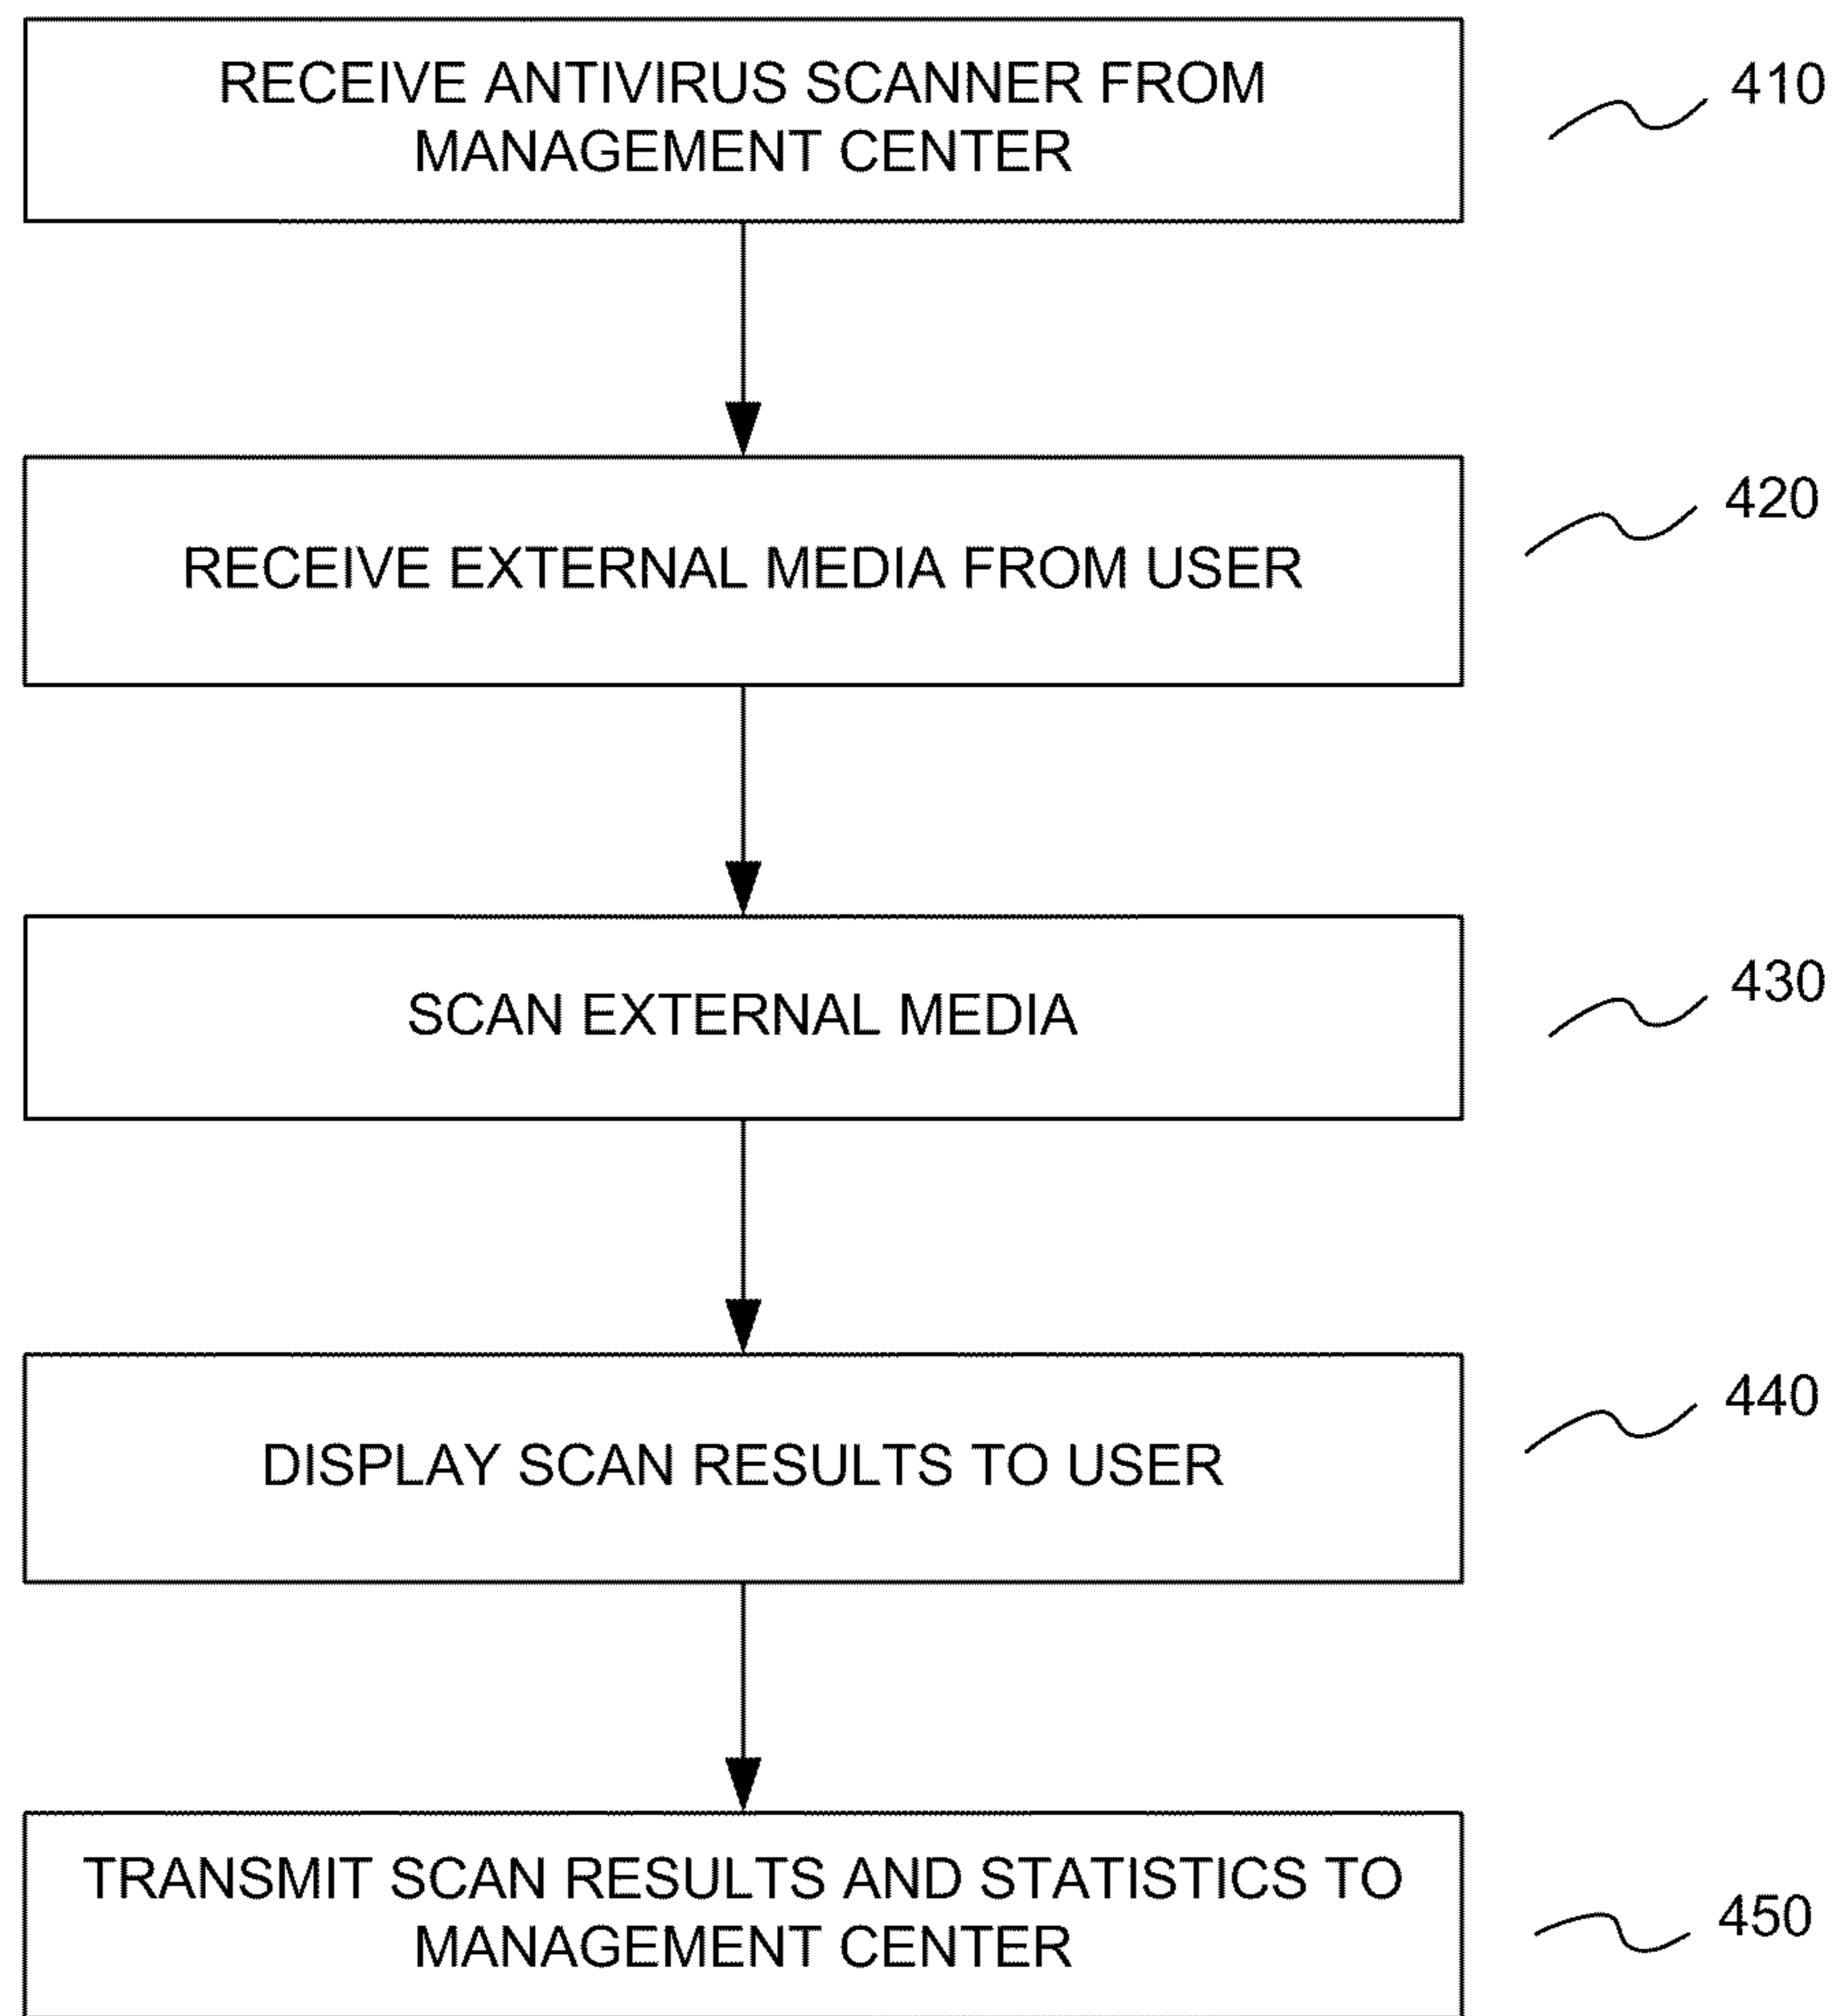 RECEIVE ANTIVIRUS SCANNER FROM
MANAGEMENT CENTER
410
RECEIVE EXTERNAL MEDIA FROM USER
420
SCAN EXTERNAL MEDIA
430
DISPLAY SCAN RESULTS TO USER
440
TRANSMIT SCAN RESULTS AND STATISTICS TO
MANAGEMENT CENTER
450